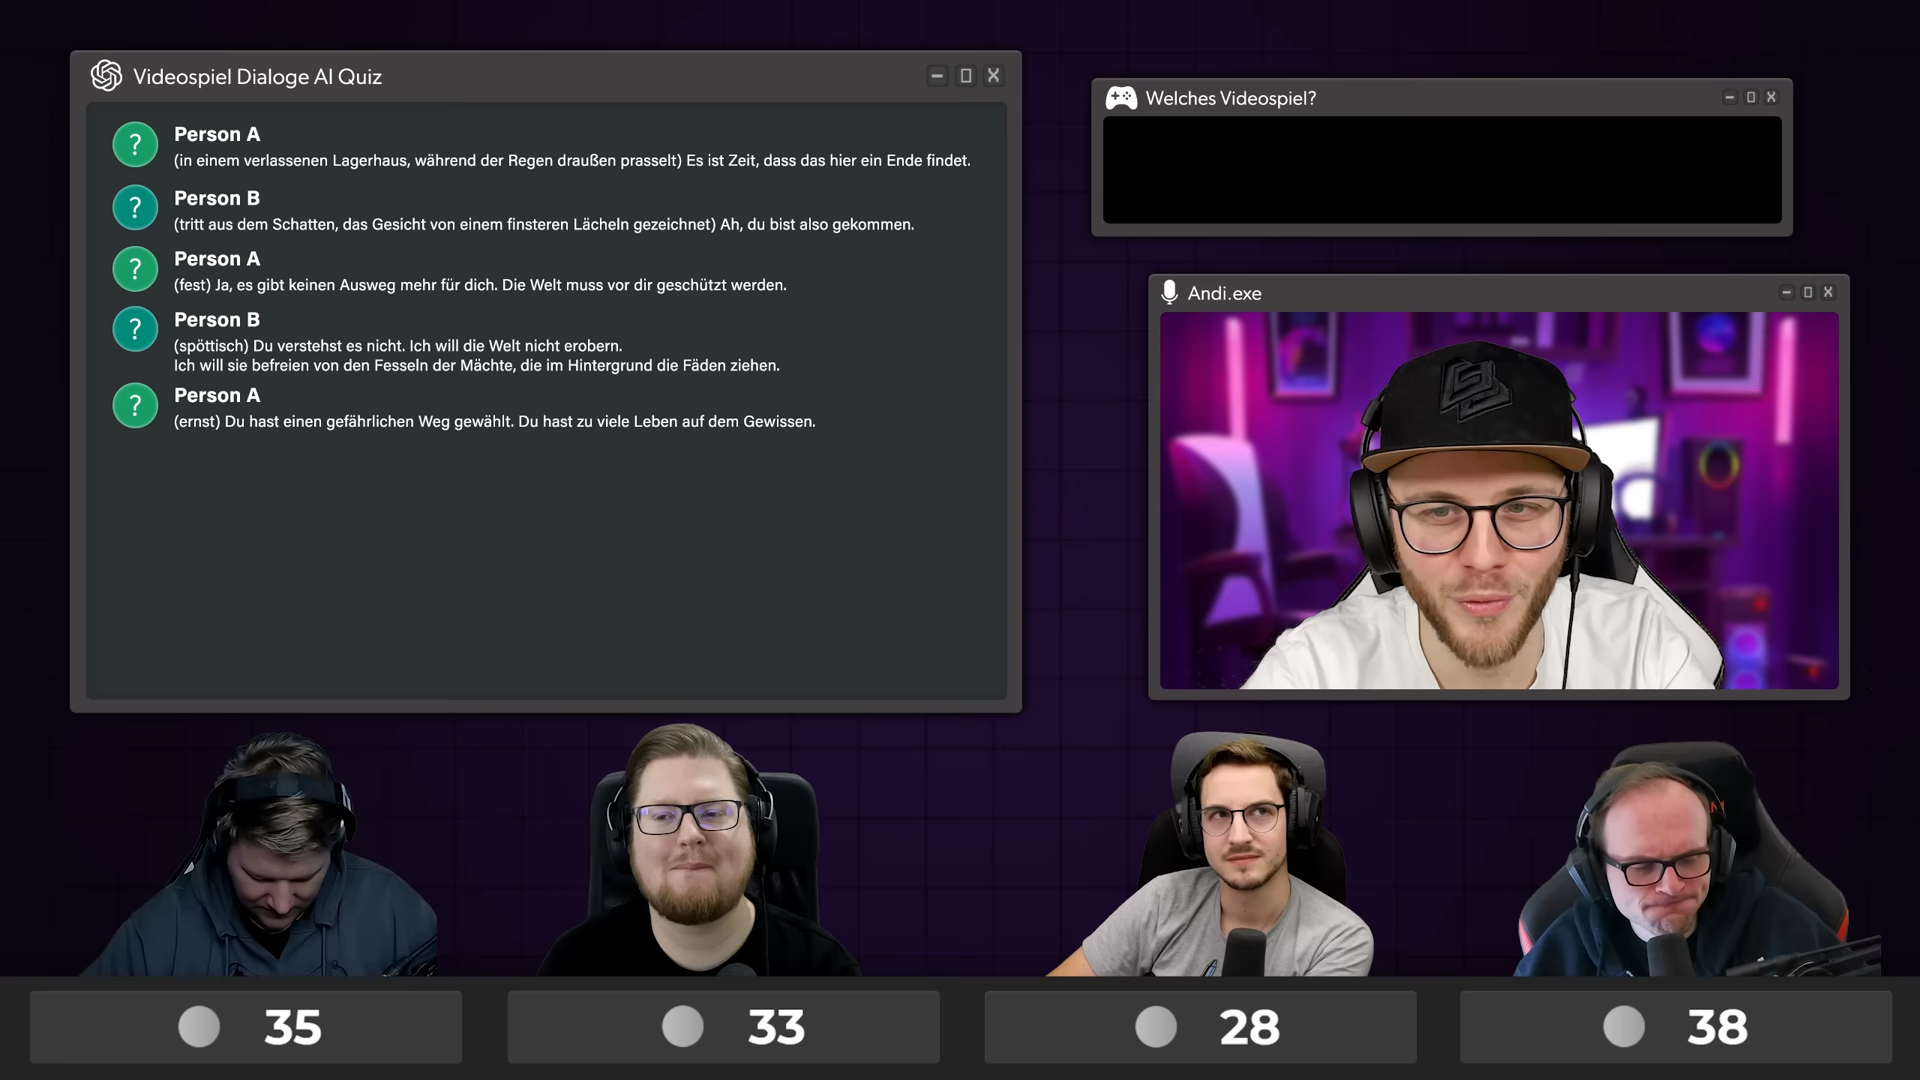 Videospiel Dialoge AI Quiz
Person A
(in einem verlassenen Lagerhaus, während der Regen draußen prasselt) Es ist Zeit, dass das hier ein Ende findet.
Person B
(tritt aus dem Schatten, das Gesicht von einem finsteren Lächeln gezeichnet) Ah, du bist also gekommen.
Person A
(fest) Ja, es gibt keinen Ausweg mehr für dich. Die Welt muss vor dir geschützt werden.
Person B
(spöttisch) Du verstehst es nicht. Ich will die Welt nicht erobern.
Ich will sie befreien von den Fesseln der Mächte, die im Hintergrund die Fäden ziehen.
Person A
(ernst) Du hast einen gefährlichen Weg gewählt. Du hast zu viele Leben auf dem Gewissen.
Welches Videospiel?
Andi.exe
35
33
28
38